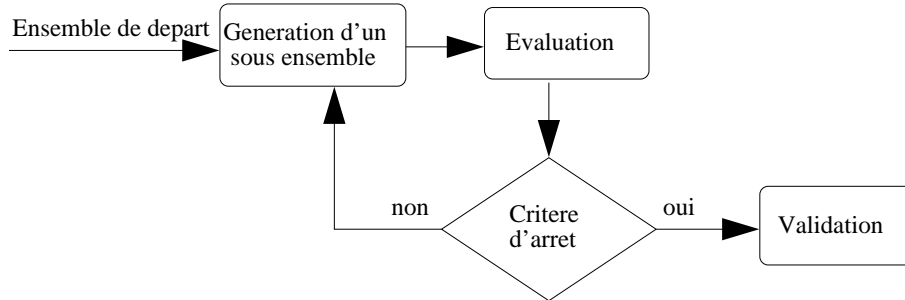 Ensemble de depart
Generation d'un
sous ensemble
Evaluation
non
Critere
d'arret
oui
Validation